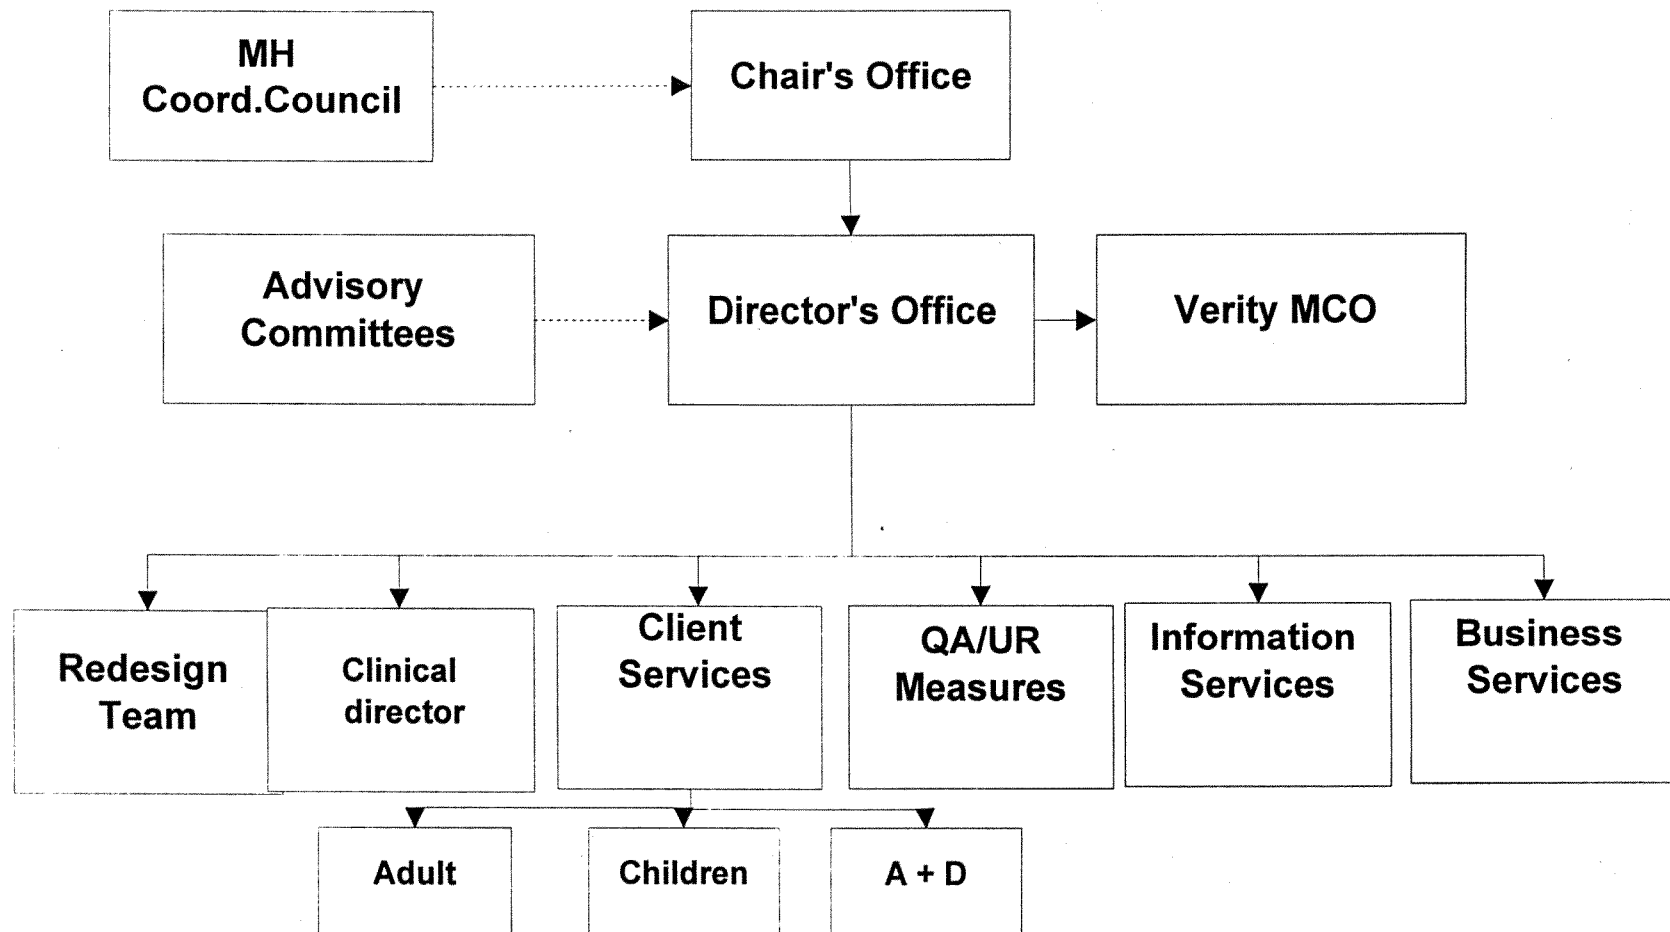 MH
Coord.Council
Chair's Office
Advisory
Committees
Director's Office
Verity MCO
Redesign
Team
Clinical
director
Client
Services
QA/UR
Measures
Information
Services
Business
Services
Adult
Children
A + D